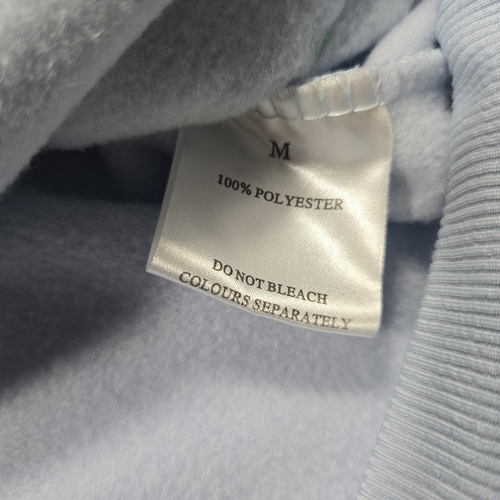 M
100% POLYESTER
DO NOT BLEACH
COLOURS SEPARATELY